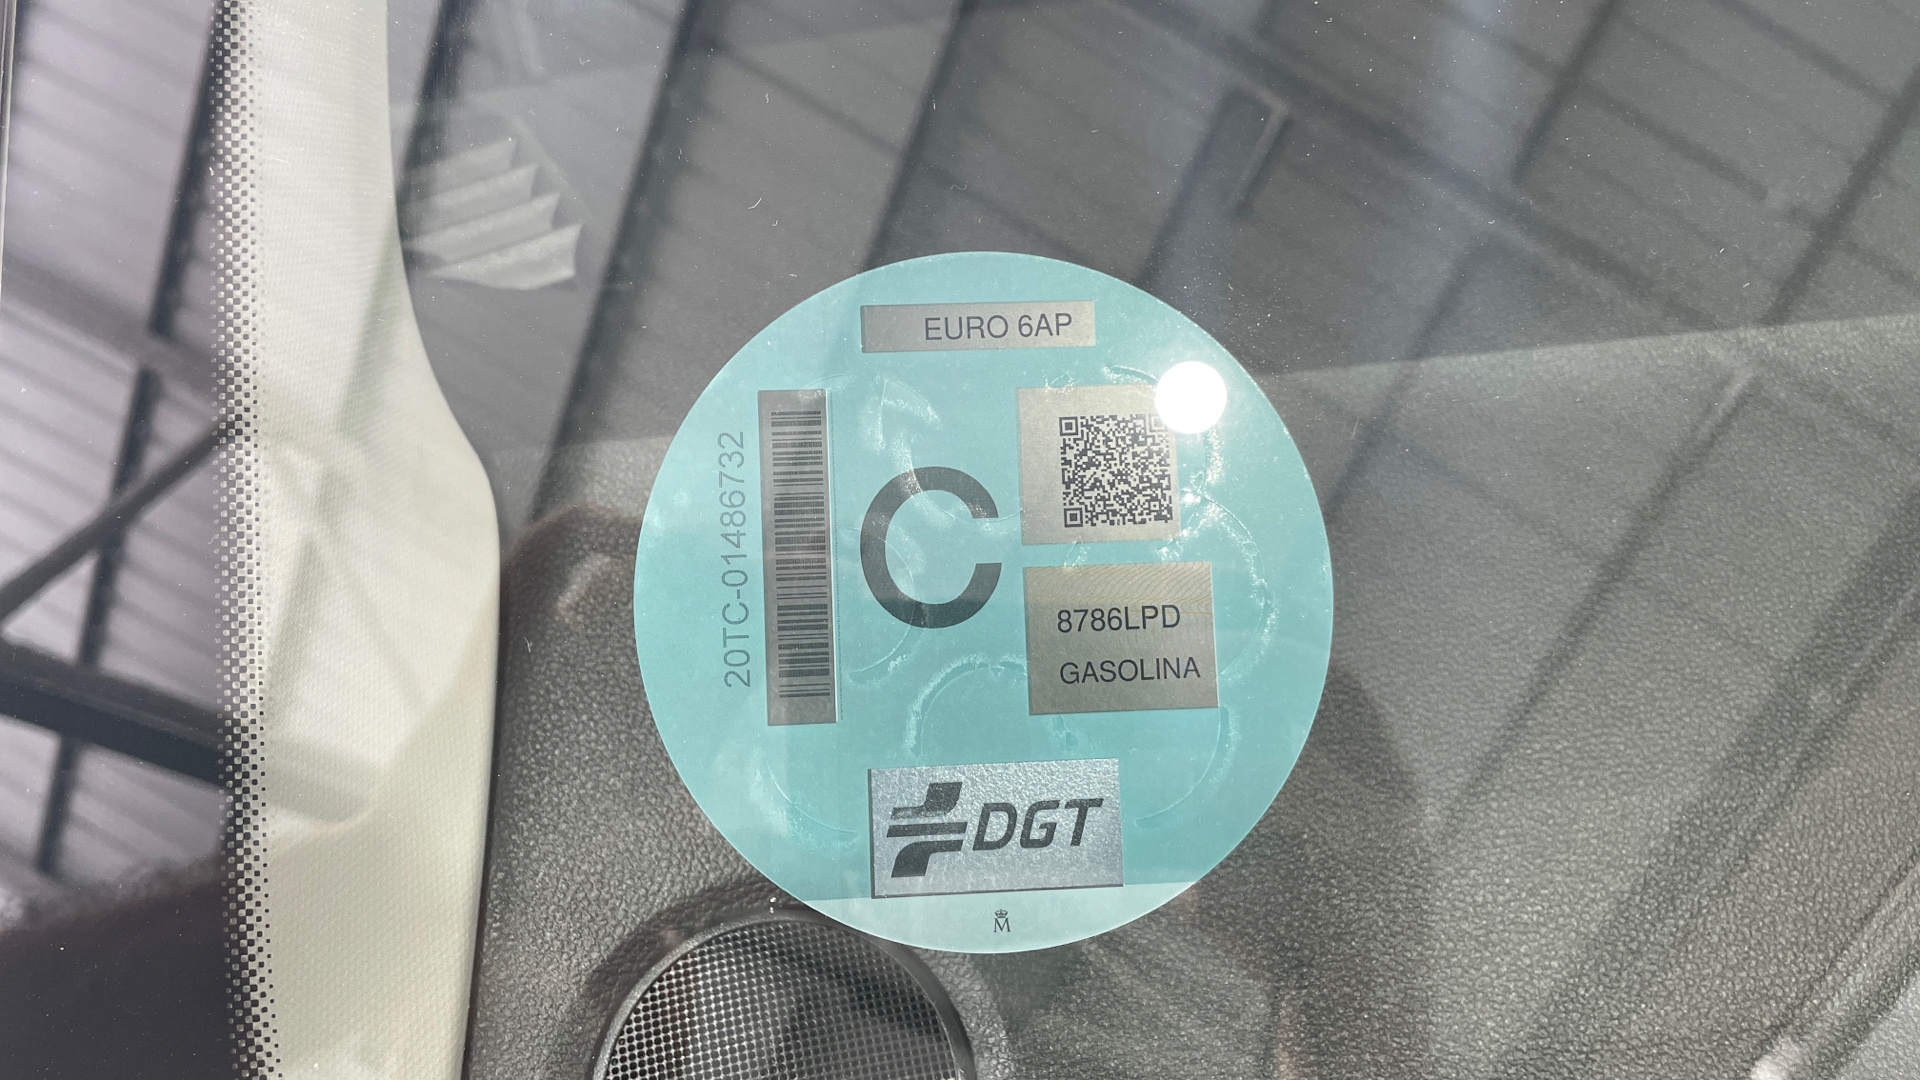 EURO 6AP
20TC-01486732
C
8786LPD
GASOLINA
DGT
M